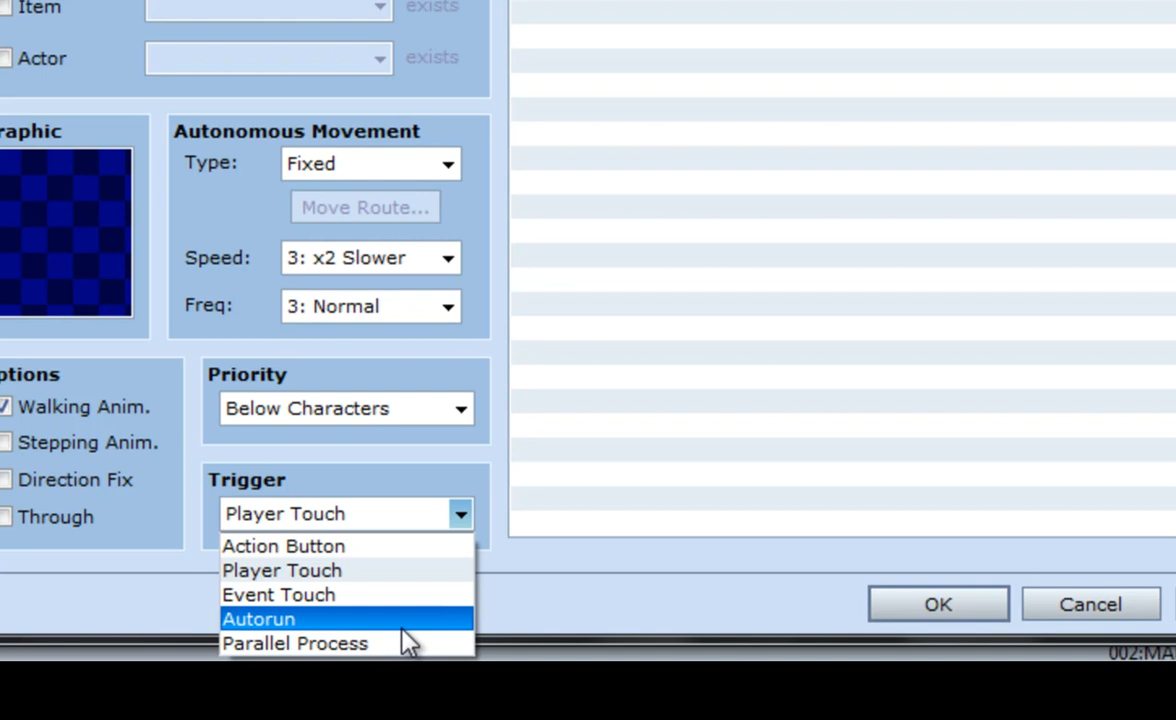 Item exists
Actor exists
raphic
Autonomous Movement
Type: Fixed
Move Route...
Speed: 3: x2 Slower
Freq: 3: Normal
ptions
Walking Anim.
Stepping Anim.
Direction Fix
Through
Priority
Below Characters
Trigger
Player Touch
Action Button
Player Touch
Event Touch
Autorun
Parallel Process
OK Cancel
002:MA